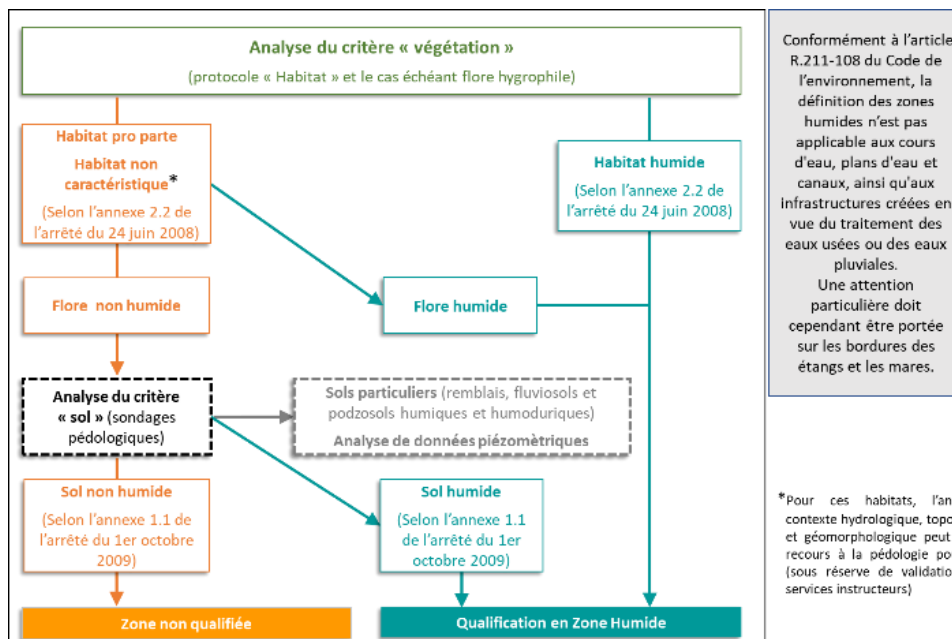 Analyse du critère « végétation »
(protocole « Habitat » et le cas échéant flore hygrophile)
Habitat pro parte
Habitat non
caractéristique*
(Selon l'annexe 2.2 de
l'arrêté du 24 juin 2008)
Habitat humide
(Selon l'annexe 2.2 de
l'arrêté du 24 juin 2008)
Flore non humide
Flore humide
Analyse du critère
« sol » (sondages
pédologiques)
Sols particuliers (remblais, fluviosols et
podzosols humiques et humoduriques)
Analyse de données piézomètriques
Sol non humide
(Selon l'annexe 1.1 de
l'arrêté du 1er octobre
2009)
Sol humide
(Selon l'annexe 1.1
de l'arrêté du 1er
octobre 2009)
Zone non qualifiée
Qualification en Zone Humide
Conformément à l'article
R.211-108 du Code de
l'environnement, la
définition des zones
humides n'est pas
applicable aux cours
d'eau, plans d'eau et
canaux, ainsi qu'aux
infrastructures créées en
vue du traitement des
eaux usées ou des eaux
pluviales.
Une attention
particulière doit
cependant être portée
sur les bordures des
étangs et les mares.
*Pour ces habitats,
contexte hydrologique,
et géomorphologique peut
recours à la pédologie
(sous réserve de
services instructeurs)